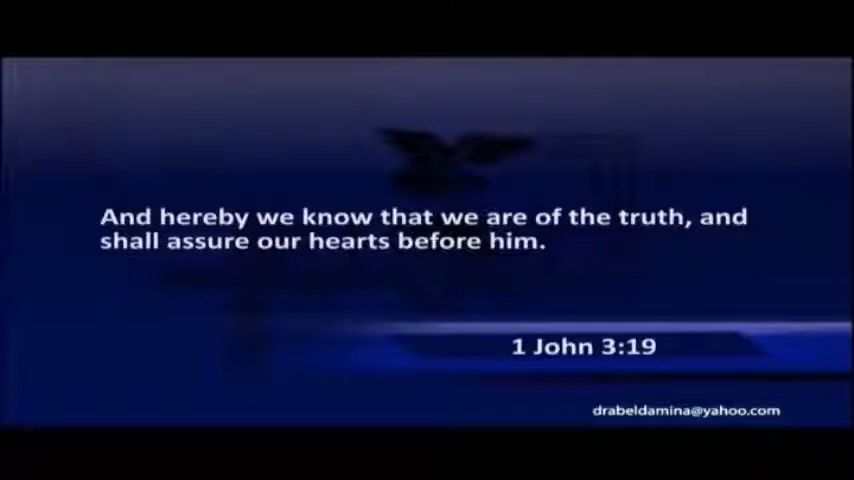 And hereby we know that we are of the truth, and
shall assure our hearts before him.
1 John 3:19
drabeldamina@yahoo.com